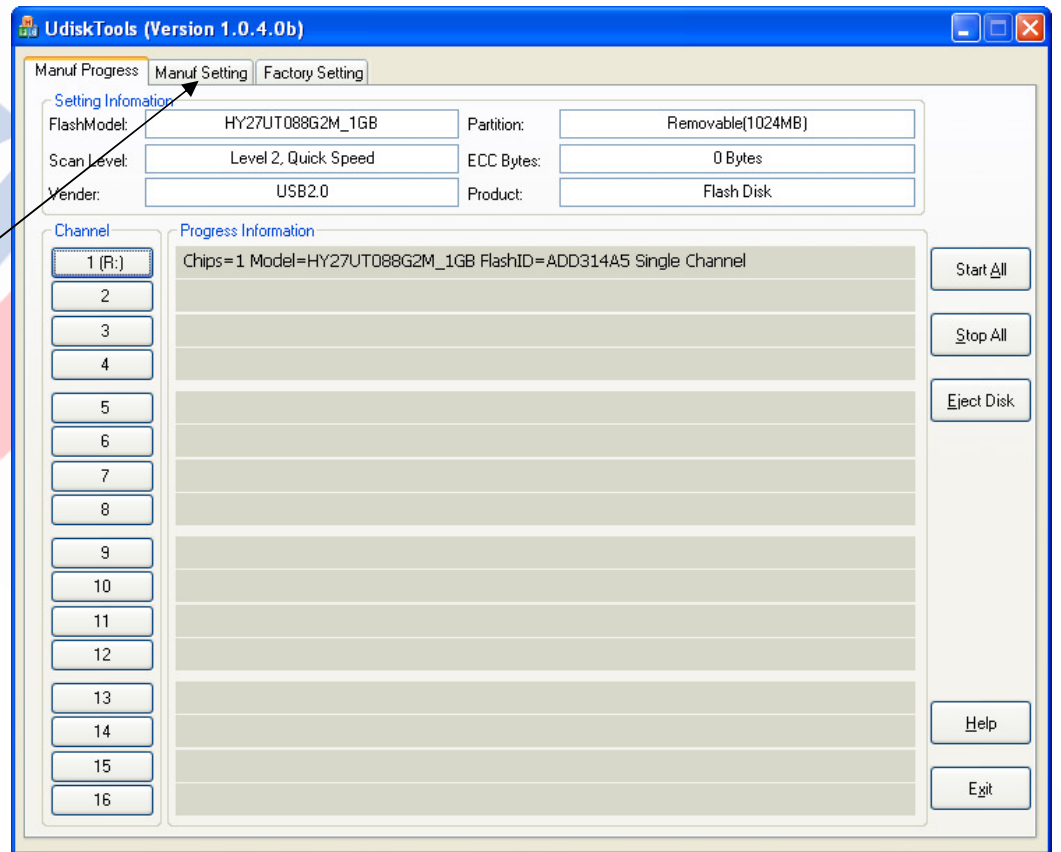 UdiskTools (Version 1.0.4.0b)
Manuf Progress Manuf Setting Factory Setting
Setting Infomation
FlashModel: HY27UT088G2M_1GB Partition: Removable(1024MB)
Scan Level: Level 2, Quick Speed ECC Bytes: 0 Bytes
Vender: USB2.0 Product: Flash Disk
Channel Progress Information
1 (R:) Chips=1 Model=HY27UT088G2M_1GB FlashID=ADD314A5 Single Channel Start All
2
3 Stop All
4
5 Eject Disk
6
7
8
9
10
11
12
13
14 Help
15
16 Exit